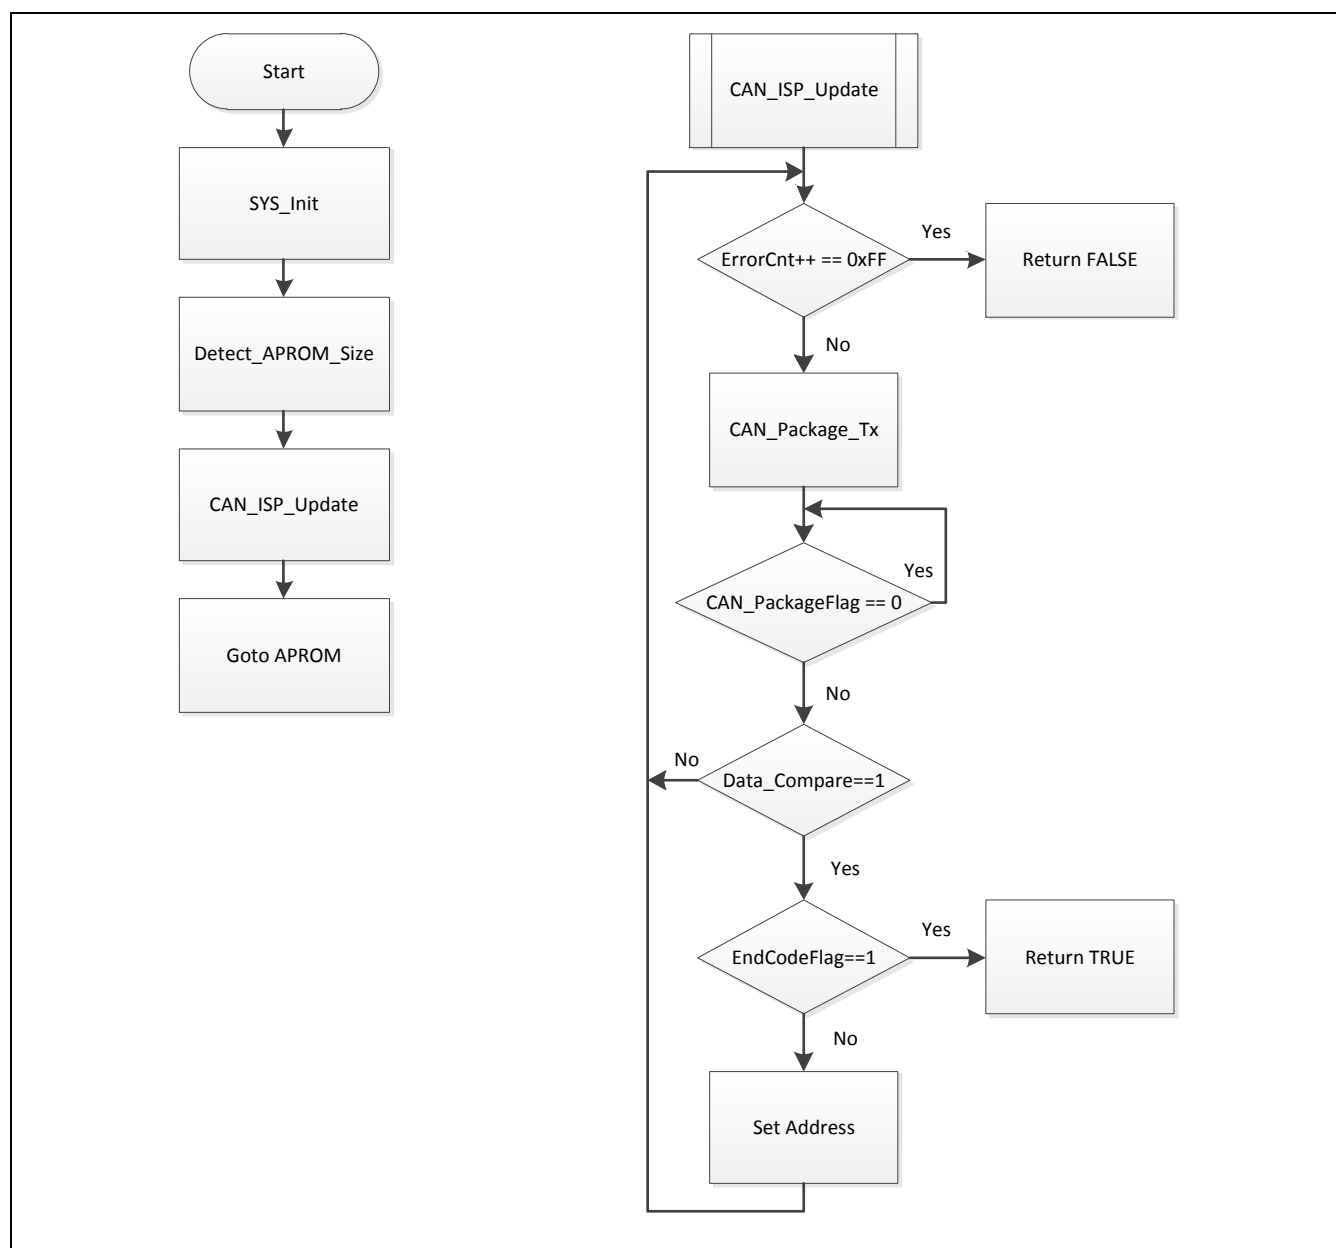 Start
SYS_Init
Detect_APROM_Size
CAN_ISP_Update
Goto APROM
CAN_ISP_Update
ErrorCnt++ == 0xFF
Yes
Return FALSE
No
CAN_Package_Tx
CAN_PackageFlag == 0
Yes
No
Data_Compare==1
No
Yes
EndCodeFlag==1
Yes
Return TRUE
No
Set Address